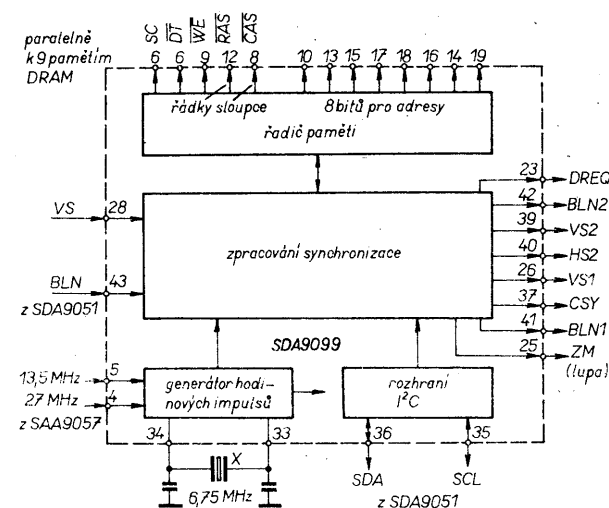 paralelně
k 9 pamětím
DRAM
SC
DT
WE
RAS
CAS
6 6 9 12 8 10 13 15 17 18 16 14 19
řádky sloupce
8 bitů pro adresy
řadič paměti
VS
28
BLN
43
z SDA9051
zpracování synchronizace
23
DREQ
42
BLN2
39
VS2
40
HS2
26
VS1
37
CSY
41
BLN1
25
ZM
(lupa)
SDA9099
13,5 MHz
5
27 MHz
4
z SAA9057
generátor hodi-
nových impulsů
rozhraní
I²C
34
33
36
35
X
6,75 MHz
SDA
SCL
z SDA9051